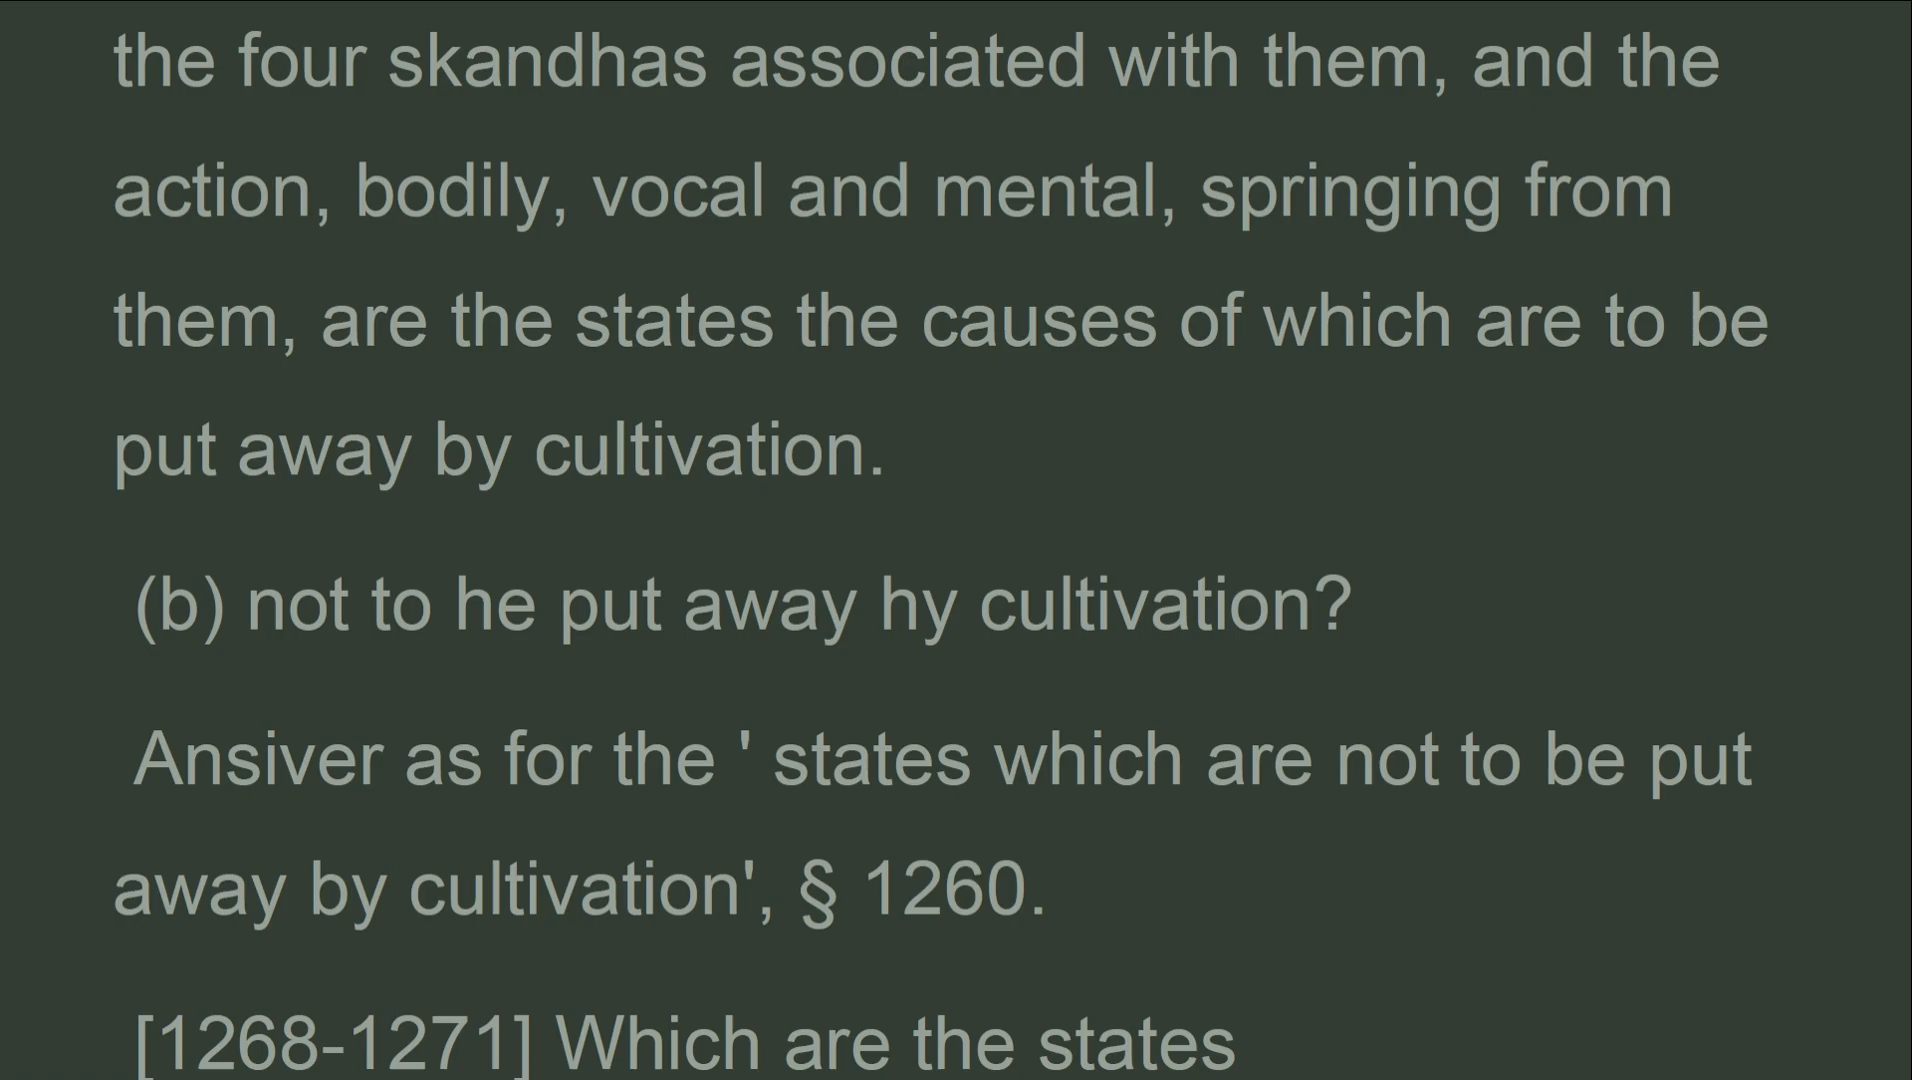 the four skandhas associated with them, and the
action, bodily, vocal and mental, springing from
them, are the states the causes of which are to be
put away by cultivation.
(b) not to he put away hy cultivation?
Ansiver as for the ' states which are not to be put
away by cultivation', § 1260.
[1268-1271] Which are the states